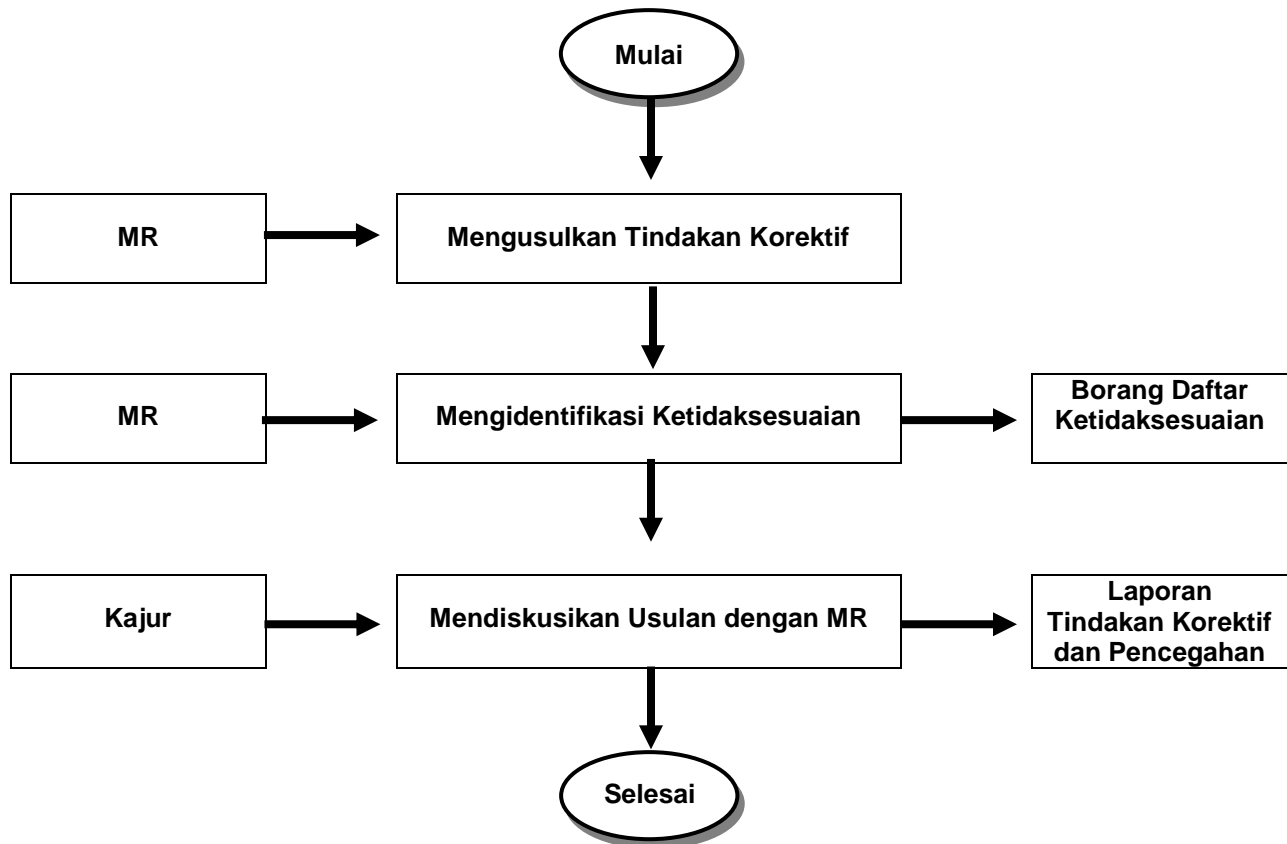 Mulai
MR
Mengusulkan Tindakan Korektif
MR
Mengidentifikasi Ketidaksesuaian
Borang Daftar
Ketidaksesuaian
Kajur
Mendiskusikan Usulan dengan MR
Laporan
Tindakan Korektif
dan Pencegahan
Selesai